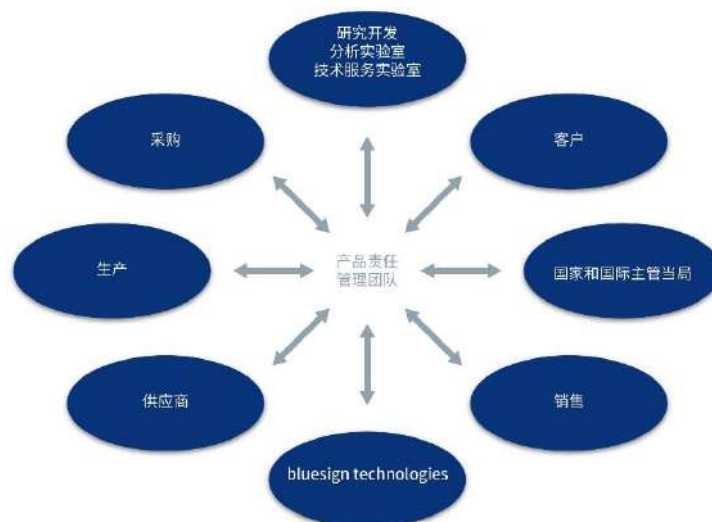 研究开发
分析实验室
技术服务实验室
采购
客户
生产
产品责任
管理团队
国家和国际主管当局
供应商
销售
bluesign technologies